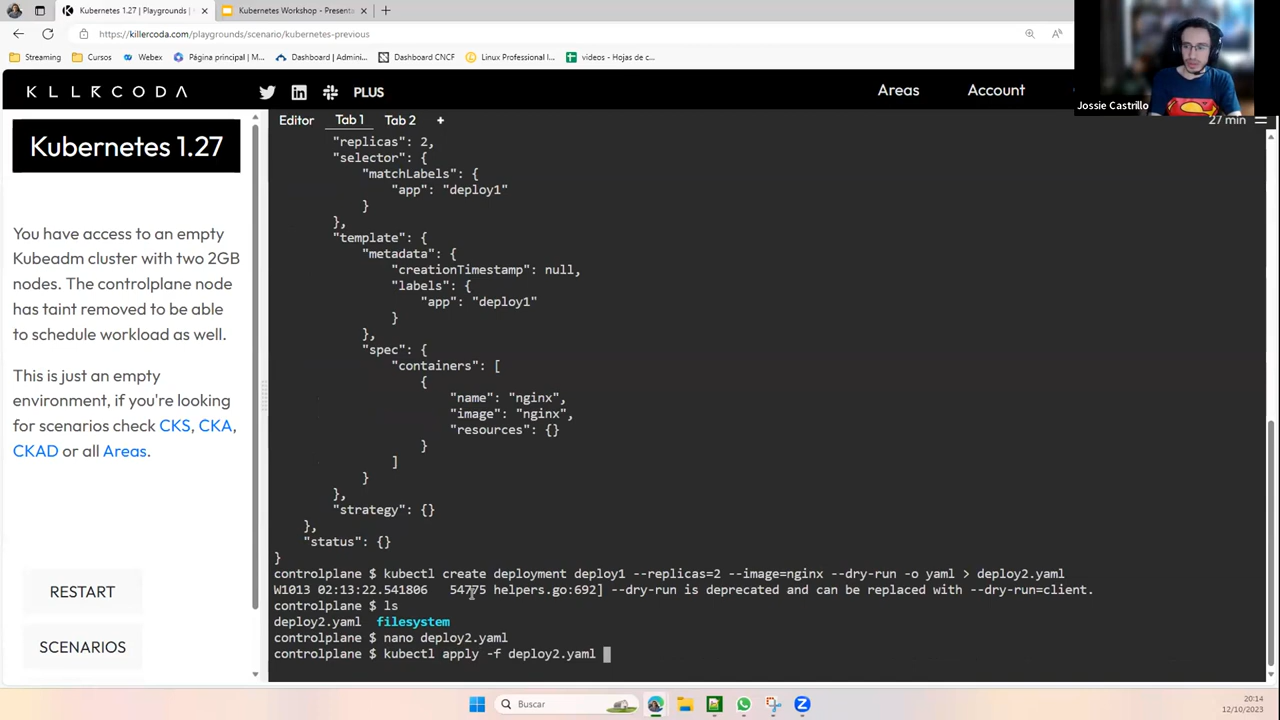 Kubernetes 1.27 | Playgrounds |
Kubernetes Workshop - Presenta
https://killercoda.com/playgrounds/scenario/kubernetes-previous
Streaming
Cursos
Webex
Página principal | M...
Dashboard | Admini...
Dashboard CNCF
Linux Professional I...
videos - Hojas de c...
Jossie Castrillo
KLLRCODA
PLUS
Areas
Account
Editor
Tab 1
Tab 2
+
27 min
Kubernetes 1.27
You have access to an empty
Kubeadm cluster with two 2GB
nodes. The controlplane node
has taint removed to be able
to schedule workload as well.
This is just an empty
environment, if you're looking
for scenarios check CKS, CKA,
CKAD or all Areas.
RESTART
SCENARIOS
"replicas": 2,
"selector": {
"matchLabels": {
"app": "deploy1"
}
},
"template": {
"metadata": {
"creationTimestamp": null,
"labels": {
"app": "deploy1"
}
},
"spec": {
"containers": [
{
"name": "nginx",
"image": "nginx",
"resources": {}
}
]
}
},
"strategy": {}
},
"status": {}
}
controlplane $ kubectl create deployment deploy1 --replicas=2 --image=nginx --dry-run -o yaml > deploy2.yaml
W1013 02:13:22.541806 54775 helpers.go:692] --dry-run is deprecated and can be replaced with --dry-run=client.
controlplane $ ls
deploy2.yaml filesystem
controlplane $ nano deploy2.yaml
controlplane $ kubectl apply -f deploy2.yaml
Buscar
20:14
12/10/2023